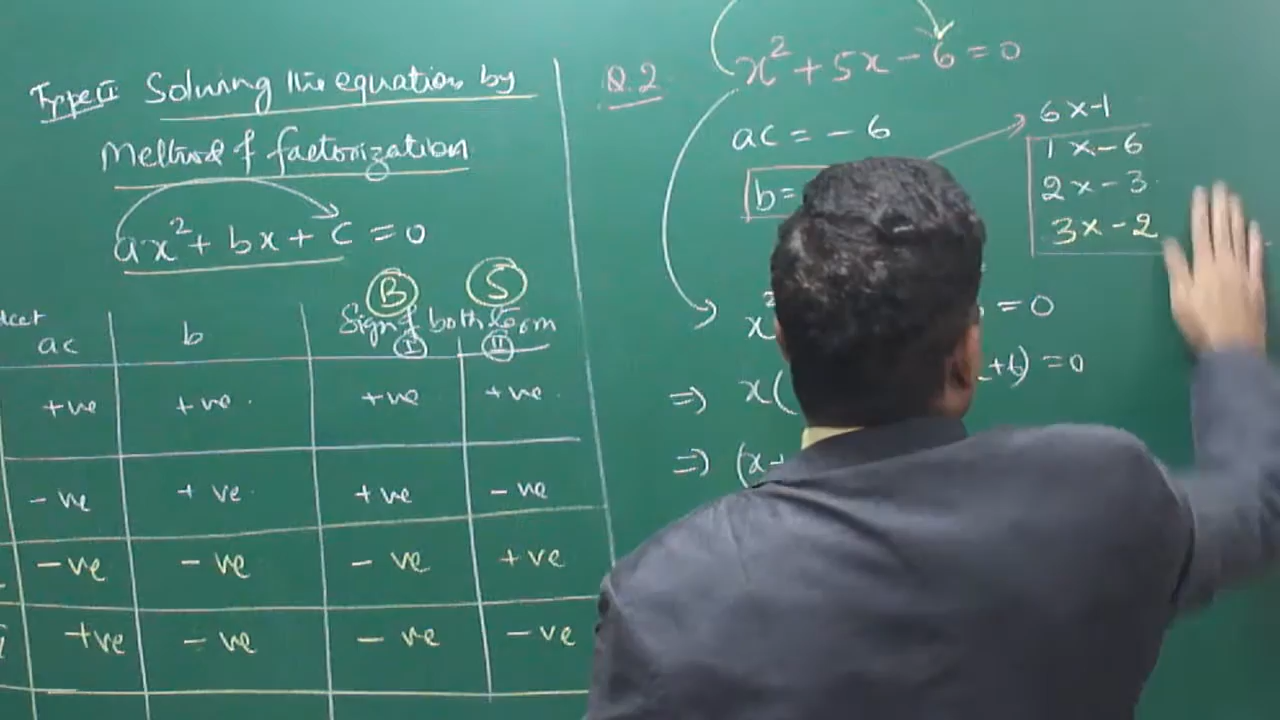 Type II Solving the equation by
Method of factorization
ax² + bx + c = 0
B S
Sign of both term
ac b I II
+ve +ve +ve +ve
-ve +ve +ve -ve
-ve -ve -ve +ve
+ve -ve -ve -ve
Q.2 x² + 5x - 6 = 0
ac = - 6
b =
6 x -1
1 x - 6
2 x - 3
3 x - 2
x² = 0
⇒ x( +6) = 0
⇒ (x